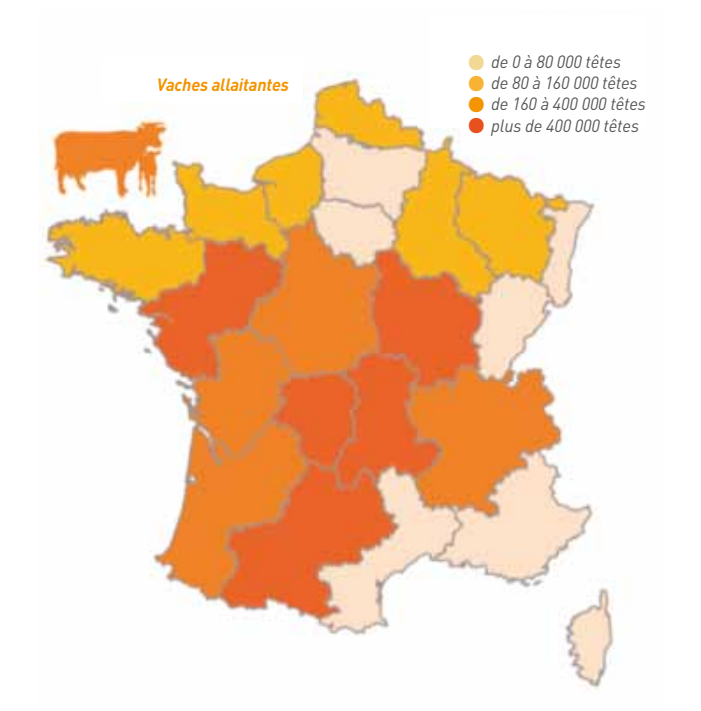 Vaches allaitantes
de 0 à 80 000 têtes
de 80 à 160 000 têtes
de 160 à 400 000 têtes
plus de 400 000 têtes